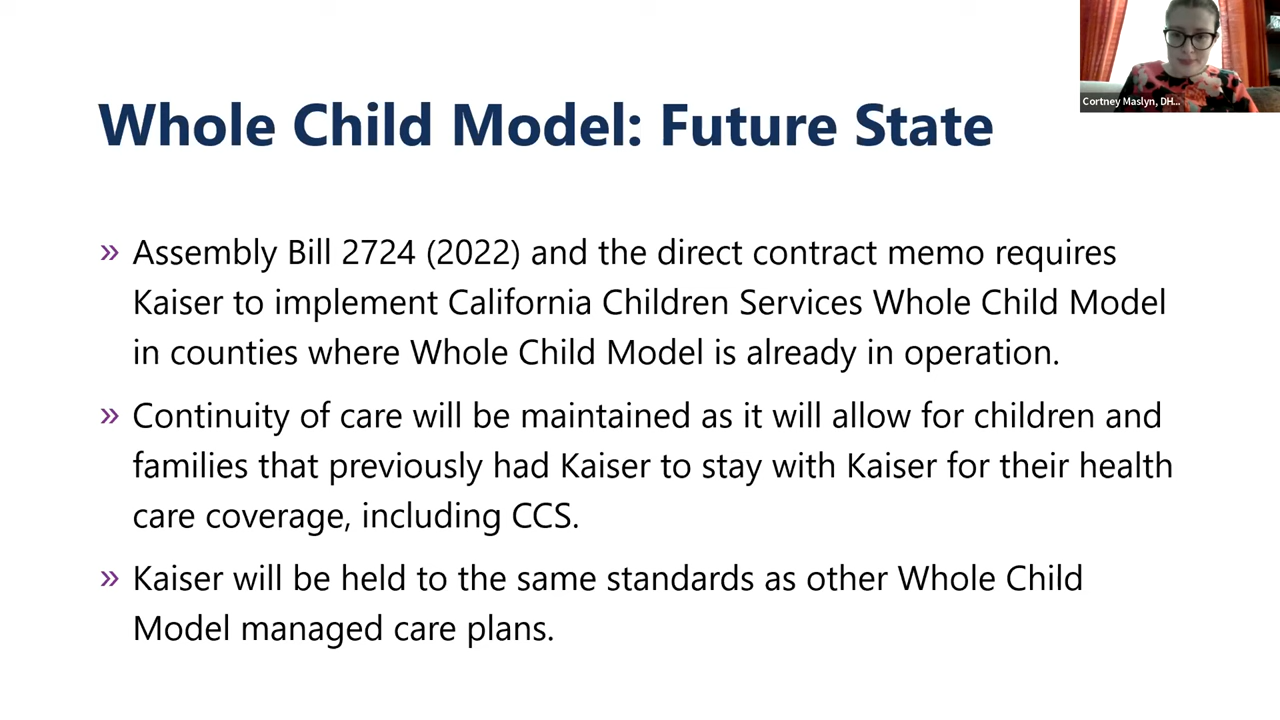 Cortney Maslyn, DH...
Whole Child Model: Future State
» Assembly Bill 2724 (2022) and the direct contract memo requires
Kaiser to implement California Children Services Whole Child Model
in counties where Whole Child Model is already in operation.
» Continuity of care will be maintained as it will allow for children and
families that previously had Kaiser to stay with Kaiser for their health
care coverage, including CCS.
» Kaiser will be held to the same standards as other Whole Child
Model managed care plans.